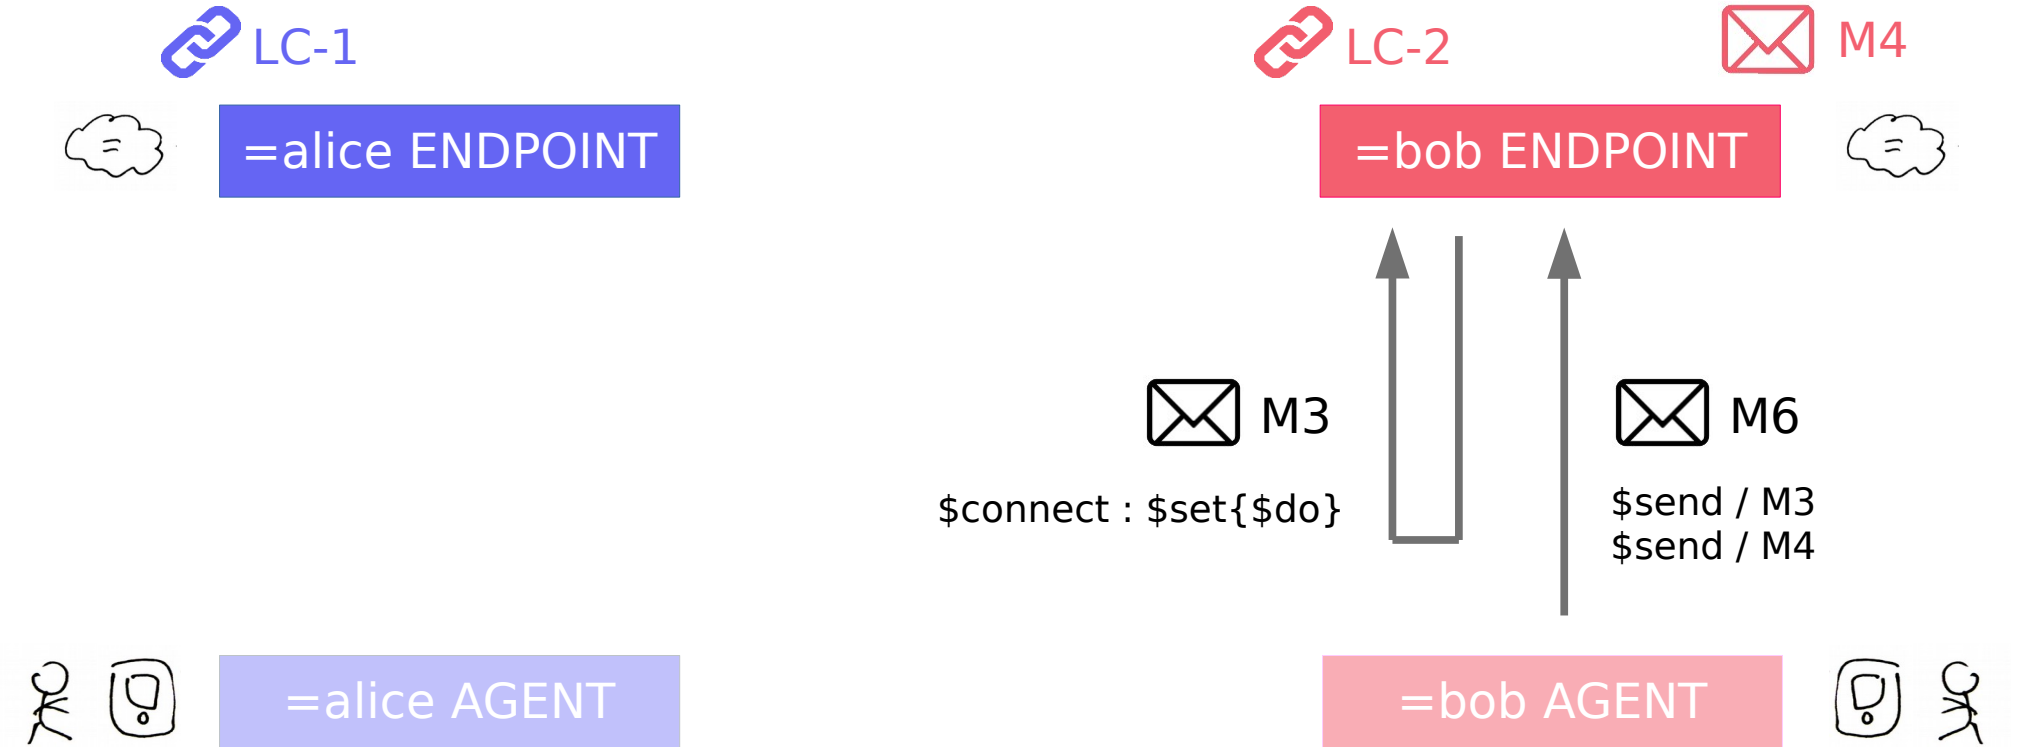 LC-1
LC-2
M4
=alice ENDPOINT
=bob ENDPOINT
M3
M6
$connect : $set{$do}
$send / M3
$send / M4
=alice AGENT
=bob AGENT